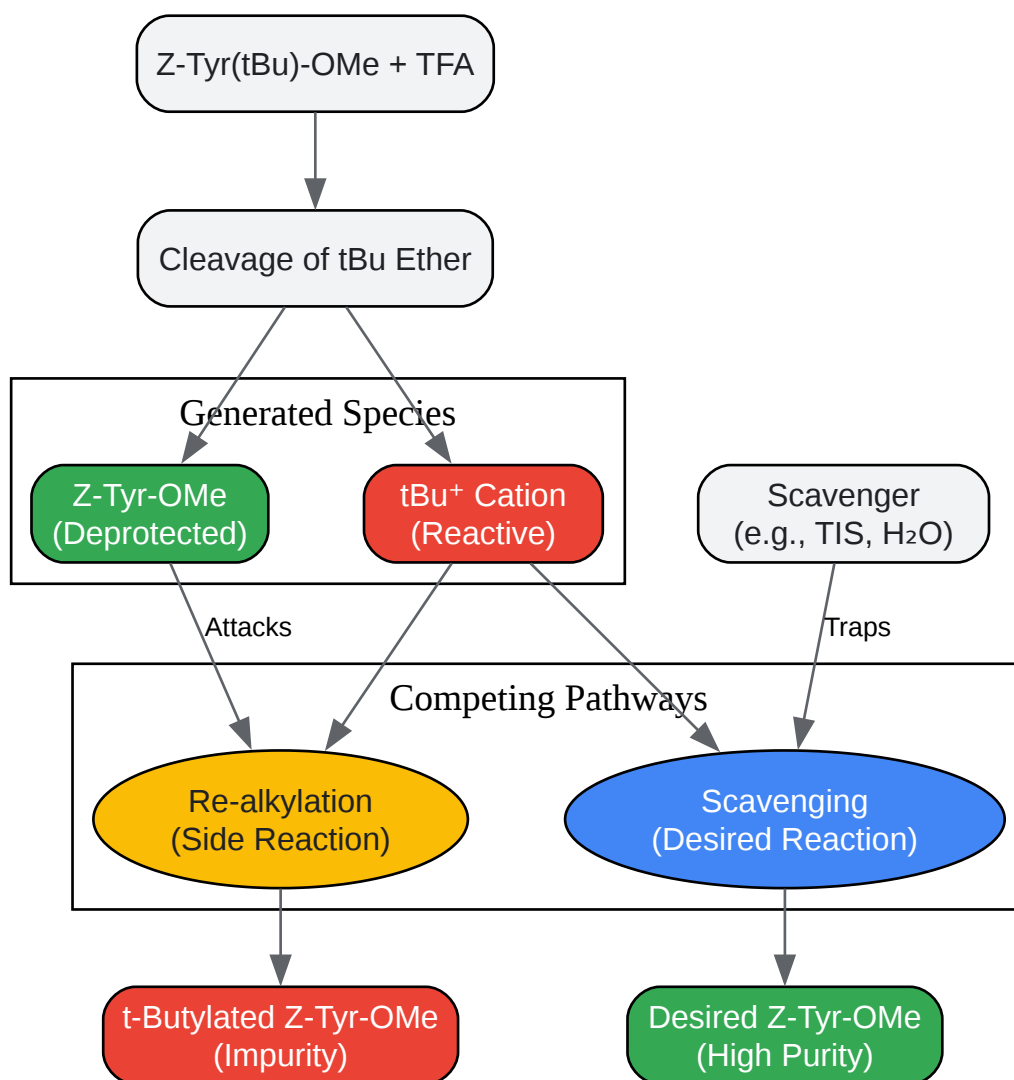 Z-Tyr(tBu)-OMe + TFA
Cleavage of tBu Ether
Generated Species
Z-Tyr-OMe
(Deprotected)
tBu⁺ Cation
(Reactive)
Scavenger
(e.g., TIS, H₂O)
Attacks
Traps
Competing Pathways
Re-alkylation
(Side Reaction)
Scavenging
(Desired Reaction)
t-Butylated Z-Tyr-OMe
(Impurity)
Desired Z-Tyr-OMe
(High Purity)